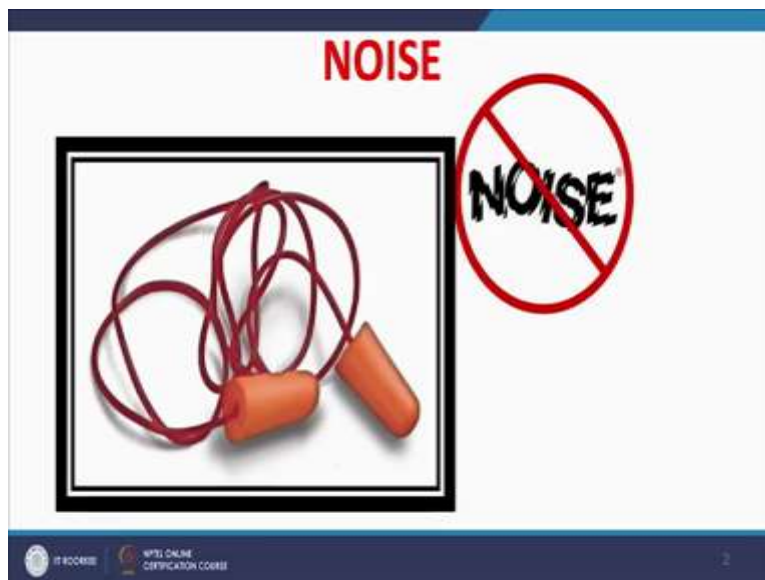 NOISE
NOISE
IIT ROORKEE
NPTEL ONLINE
CERTIFICATION COURSE
2